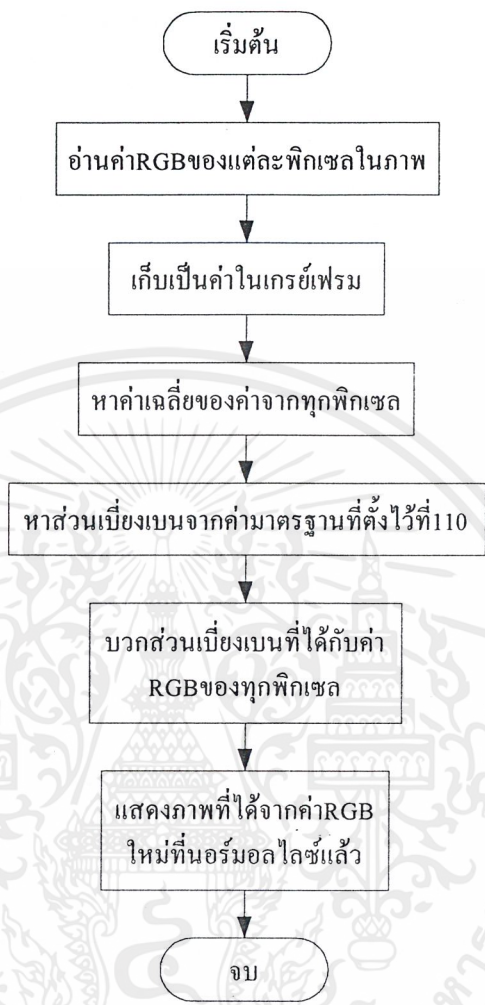 เริ่มต้น
อ่านค่าRGBของแต่ละพิกเซลในภาพ
เก็บเป็นค่าในเกรย์เฟรม
หาค่าเฉลี่ยของค่าจากทุกพิกเซล
หาส่วนเบี่ยงเบนจากค่ามาตรฐานที่ตั้งไว้ที่110
บวกส่วนเบี่ยงเบนที่ได้กับค่า
RGBของทุกพิกเซล
แสดงภาพที่ได้จากค่าRGB
ใหม่ที่นอร์มอลไลซ์แล้ว
จบ